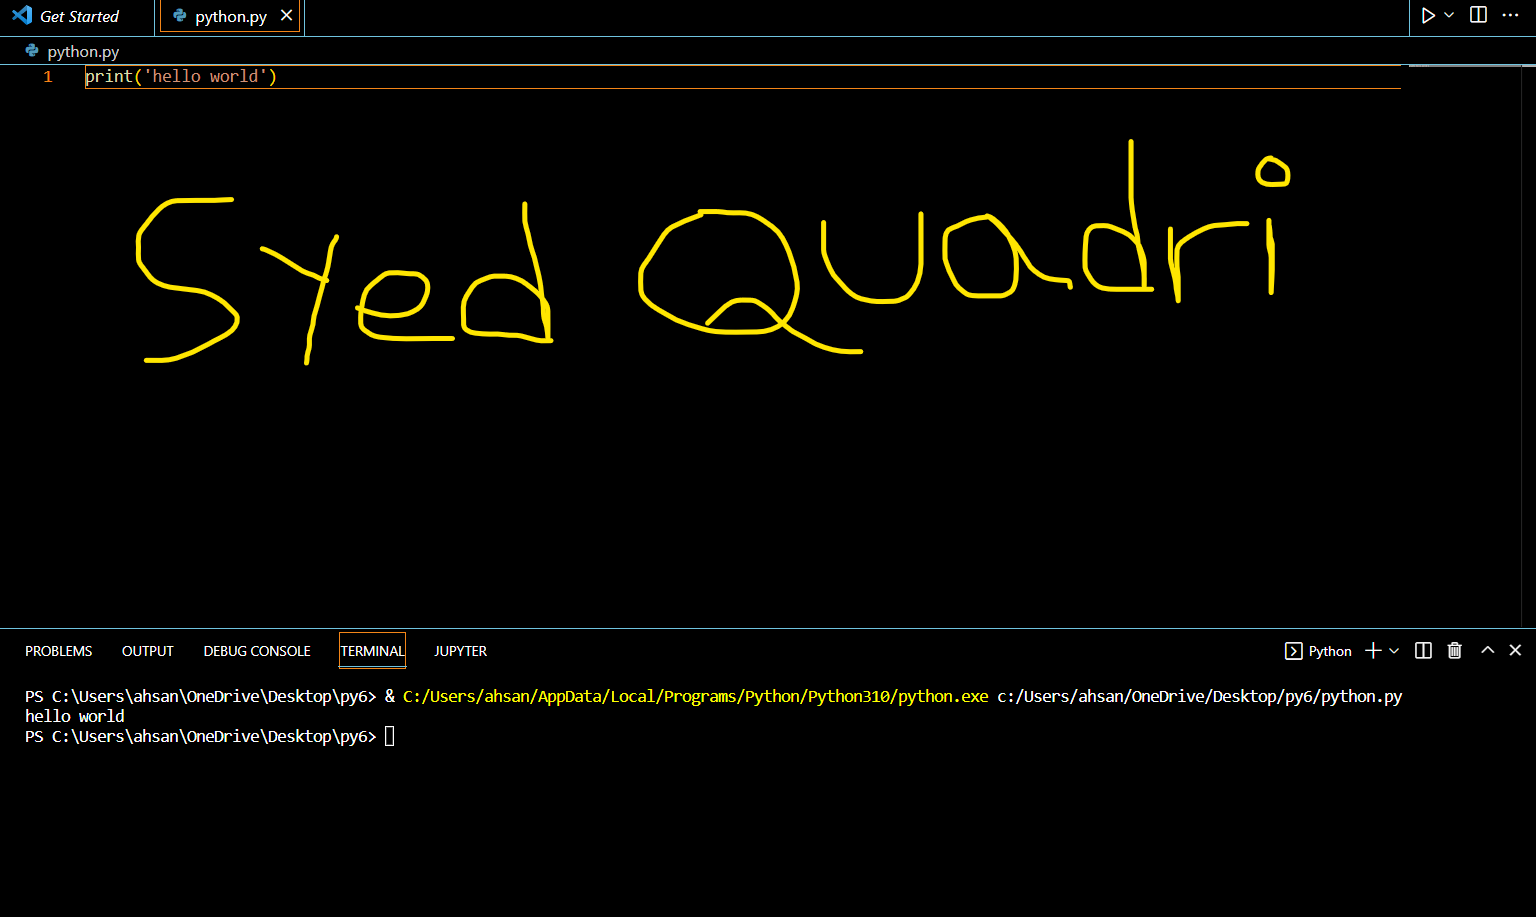 Get Started python.py
python.py
1 print('hello world')
Syed Quadri
PROBLEMS OUTPUT DEBUG CONSOLE TERMINAL JUPYTER Python
PS C:\Users\ahsan\OneDrive\Desktop\py6> & C:/Users/ahsan/AppData/Local/Programs/Python/Python310/python.exe c:/Users/ahsan/OneDrive/Desktop/py6/python.py
hello world
PS C:\Users\ahsan\OneDrive\Desktop\py6>